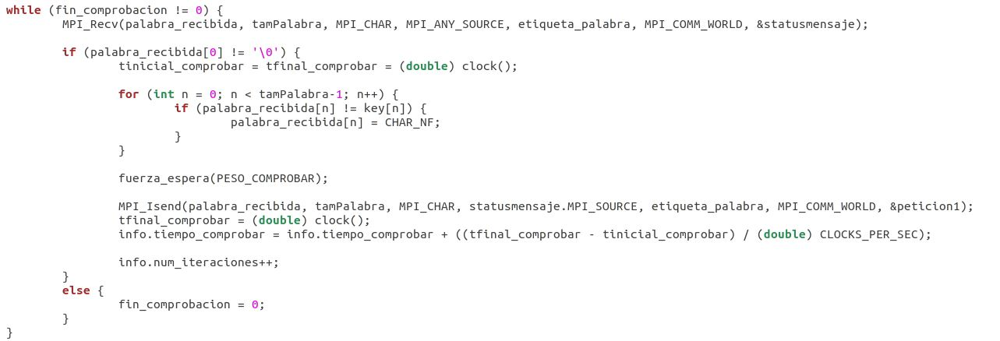 while (fin_comprobacion != 0) {
        MPI_Recv(palabra_recibida, tamPalabra, MPI_CHAR, MPI_ANY_SOURCE, etiqueta_palabra, MPI_COMM_WORLD, &statusmensaje);

        if (palabra_recibida[0] != '\0') {
                tinicial_comprobar = tfinal_comprobar = (double) clock();

                for (int n = 0; n < tamPalabra-1; n++) {
                        if (palabra_recibida[n] != key[n]) {
                                palabra_recibida[n] = CHAR_NF;
                        }
                }

                fuerza_espera(PESO_COMPROBAR);

                MPI_Isend(palabra_recibida, tamPalabra, MPI_CHAR, statusmensaje.MPI_SOURCE, etiqueta_palabra, MPI_COMM_WORLD, &peticion1);
                tfinal_comprobar = (double) clock();
                info.tiempo_comprobar = info.tiempo_comprobar + ((tfinal_comprobar - tinicial_comprobar) / (double) CLOCKS_PER_SEC);

                info.num_iteraciones++;
        }
        else {
                fin_comprobacion = 0;
        }
}